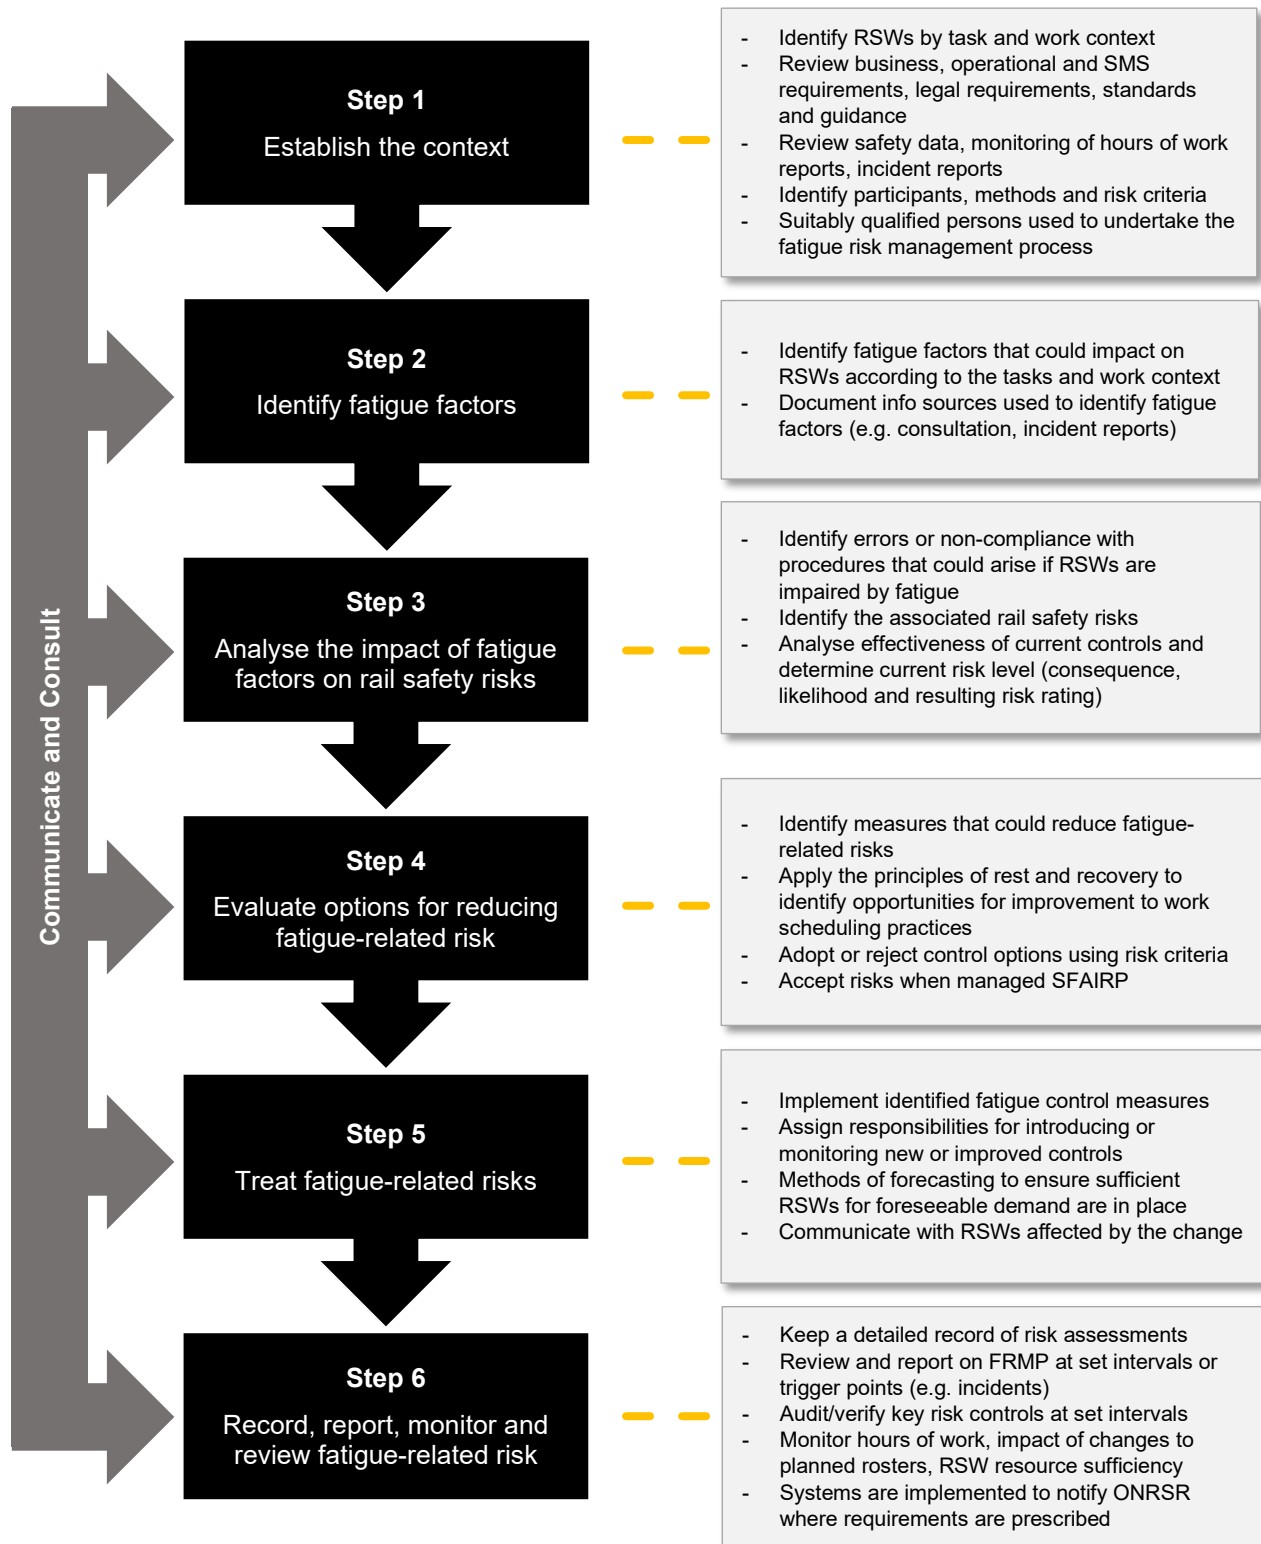 Communicate and Consult
Step 1
Establish the context
- Identify RSWs by task and work context
- Review business, operational and SMS
requirements, legal requirements, standards
and guidance
- Review safety data, monitoring of hours of work
reports, incident reports
- Identify participants, methods and risk criteria
- Suitably qualified persons used to undertake the
fatigue risk management process
Step 2
Identify fatigue factors
- Identify fatigue factors that could impact on
RSWs according to the tasks and work context
- Document info sources used to identify fatigue
factors (e.g. consultation, incident reports)
Step 3
Analyse the impact of fatigue
factors on rail safety risks
- Identify errors or non-compliance with
procedures that could arise if RSWs are
impaired by fatigue
- Identify the associated rail safety risks
- Analyse effectiveness of current controls and
determine current risk level (consequence,
likelihood and resulting risk rating)
Step 4
Evaluate options for reducing
fatigue-related risk
- Identify measures that could reduce fatigue-
related risks
- Apply the principles of rest and recovery to
identify opportunities for improvement to work
scheduling practices
- Adopt or reject control options using risk criteria
- Accept risks when managed SFAIRP
Step 5
Treat fatigue-related risks
- Implement identified fatigue control measures
- Assign responsibilities for introducing or
monitoring new or improved controls
- Methods of forecasting to ensure sufficient
RSWs for foreseeable demand are in place
- Communicate with RSWs affected by the change
Step 6
Record, report, monitor and
review fatigue-related risk
- Keep a detailed record of risk assessments
- Review and report on FRMP at set intervals or
trigger points (e.g. incidents)
- Audit/verify key risk controls at set intervals
- Monitor hours of work, impact of changes to
planned rosters, RSW resource sufficiency
- Systems are implemented to notify ONRSR
where requirements are prescribed